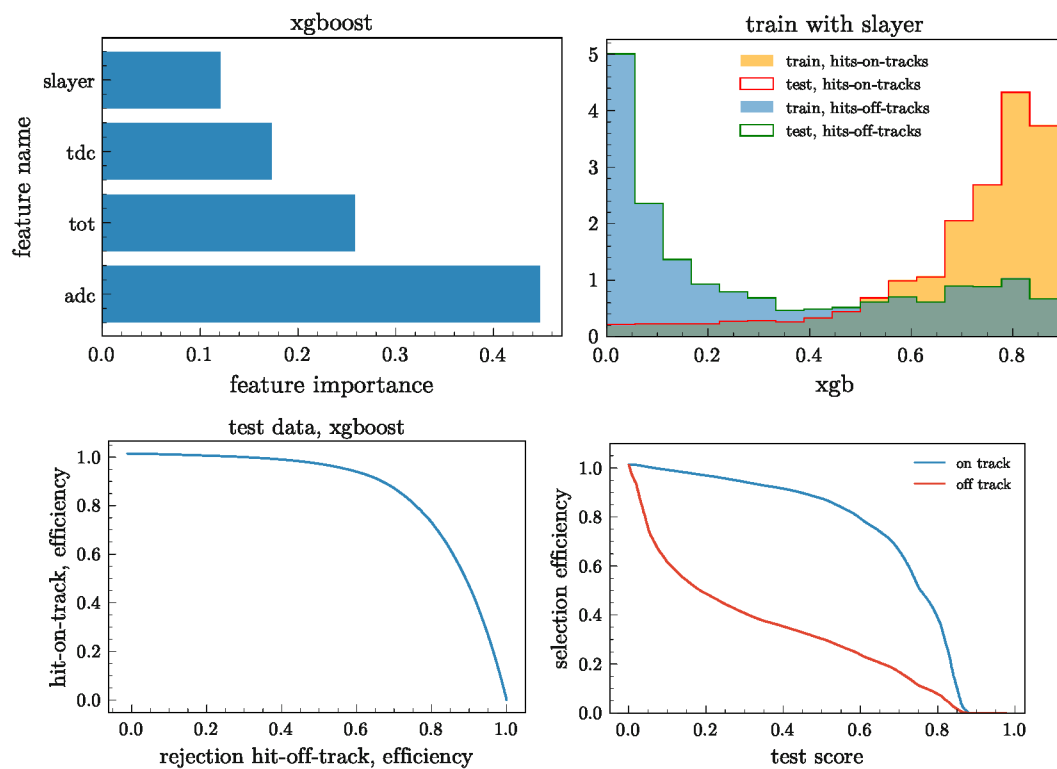 xgboost
feature name
slayer
tdc
tot
adc
0.0 0.1 0.2 0.3 0.4
feature importance
train with slayer
train, hits-on-tracks
test, hits-on-tracks
train, hits-off-tracks
test, hits-off-tracks
5
4
3
2
1
0
0.0 0.2 0.4 0.6 0.8
xgb
test data, xgboost
hit-on-track, efficiency
1.0
0.8
0.6
0.4
0.2
0.0
0.0 0.2 0.4 0.6 0.8 1.0
rejection hit-off-track, efficiency
on track
off track
selection efficiency
1.0
0.8
0.6
0.4
0.2
0.0
0.0 0.2 0.4 0.6 0.8 1.0
test score